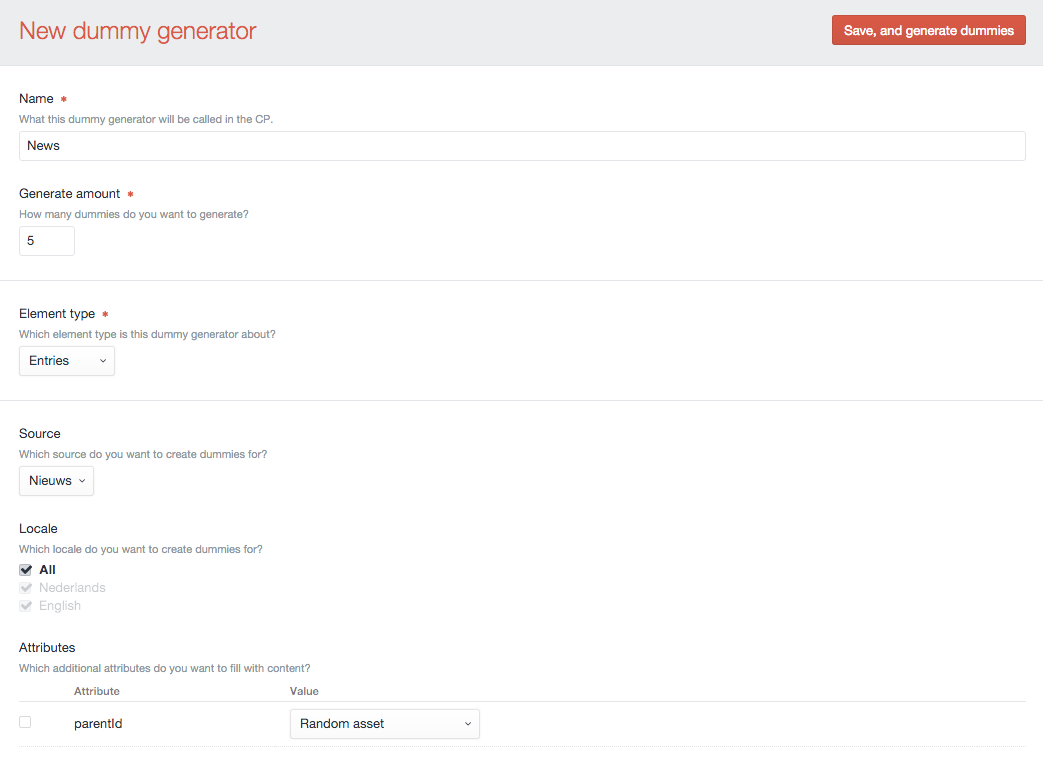 New dummy generator
Save, and generate dummies
Name *
What this dummy generator will be called in the CP.
News
Generate amount *
How many dummies do you want to generate?
5
Element type *
Which element type is this dummy generator about?
Entries
Source
Which source do you want to create dummies for?
Nieuws
Locale
Which locale do you want to create dummies for?
All
Nederlands
English
Attributes
Which additional attributes do you want to fill with content?
Attribute Value
parentId Random asset